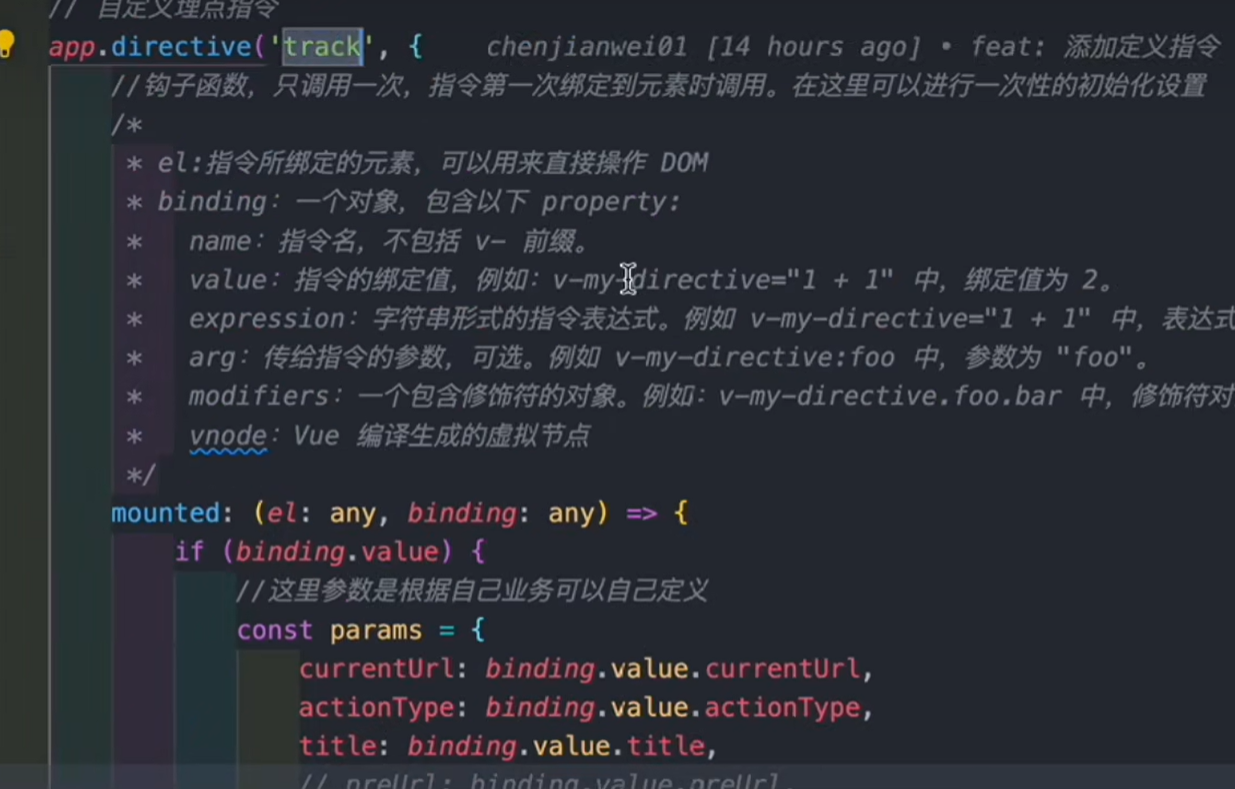 // 自定义埋点指令
app.directive('track', { chenjianwei01 [14 hours ago] • feat: 添加定义指令
//钩子函数，只调用一次，指令第一次绑定到元素时调用。在这里可以进行一次性的初始化设置
/*
* el:指令所绑定的元素，可以用来直接操作 DOM
* binding：一个对象，包含以下 property:
* name：指令名，不包括 v- 前缀。
* value：指令的绑定值，例如：v-my-directive="1 + 1" 中，绑定值为 2。
* expression：字符串形式的指令表达式。例如 v-my-directive="1 + 1" 中，表达式
* arg：传给指令的参数，可选。例如 v-my-directive:foo 中，参数为 "foo"。
* modifiers：一个包含修饰符的对象。例如：v-my-directive.foo.bar 中，修饰符对
* vnode：Vue 编译生成的虚拟节点
*/
mounted: (el: any, binding: any) => {
if (binding.value) {
//这里参数是根据自己业务可以自己定义
const params = {
currentUrl: binding.value.currentUrl,
actionType: binding.value.actionType,
title: binding.value.title,
// preUrl: binding.value.preUrl,